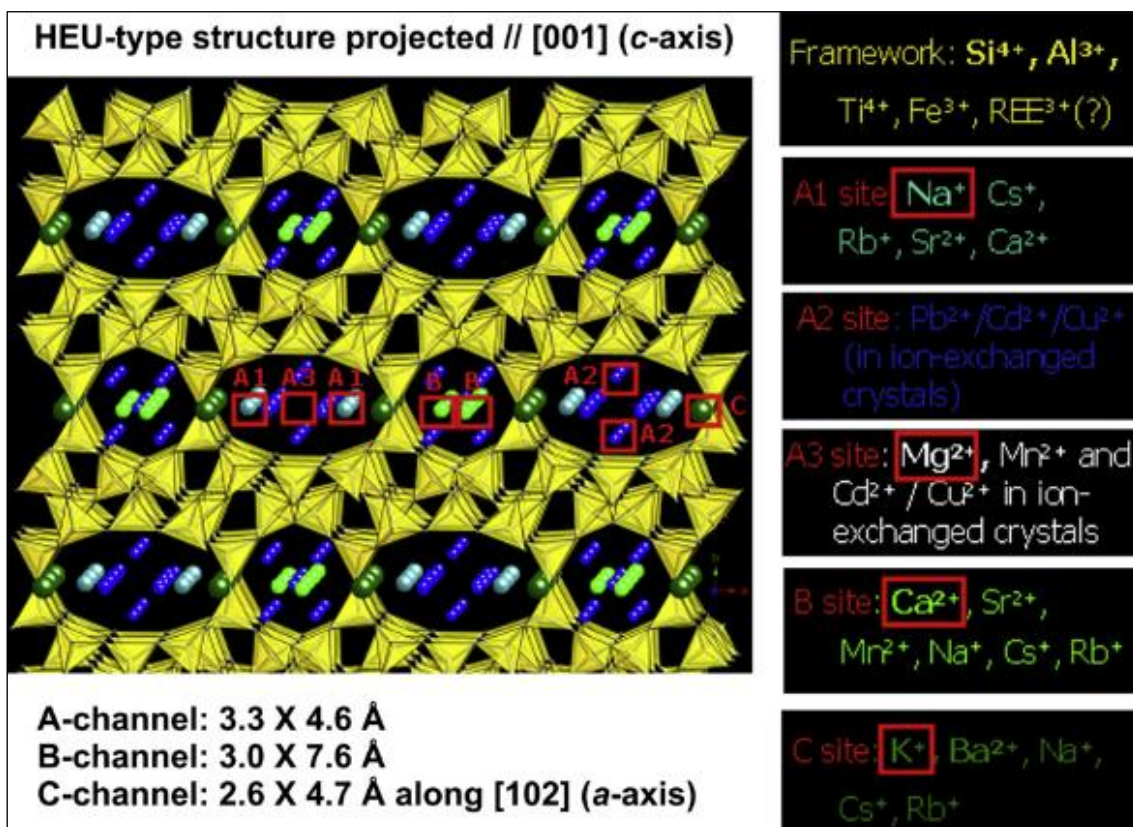 HEU-type structure projected // [001] (c-axis)
A1 A3 A1
B B
A2
A2
C
A-channel: 3.3 X 4.6 Å
B-channel: 3.0 X 7.6 Å
C-channel: 2.6 X 4.7 Å along [102] (a-axis)
Framework: Si⁴⁺, Al³⁺,
Ti⁴⁺, Fe³⁺, REE³⁺(?)
A1 site: Na⁺ Cs⁺,
Rb⁺, Sr²⁺, Ca²⁺
A2 site: Pb²⁺/Cd²⁺/Cu²⁺
(in ion-exchanged
crystals)
A3 site: Mg²⁺, Mn²⁺ and
Cd²⁺ / Cu²⁺ in ion-
exchanged crystals
B site: Ca²⁺, Sr²⁺,
Mn²⁺, Na⁺, Cs⁺, Rb⁺
C site: K⁺, Ba²⁺, Na⁺,
Cs⁺, Rb⁺